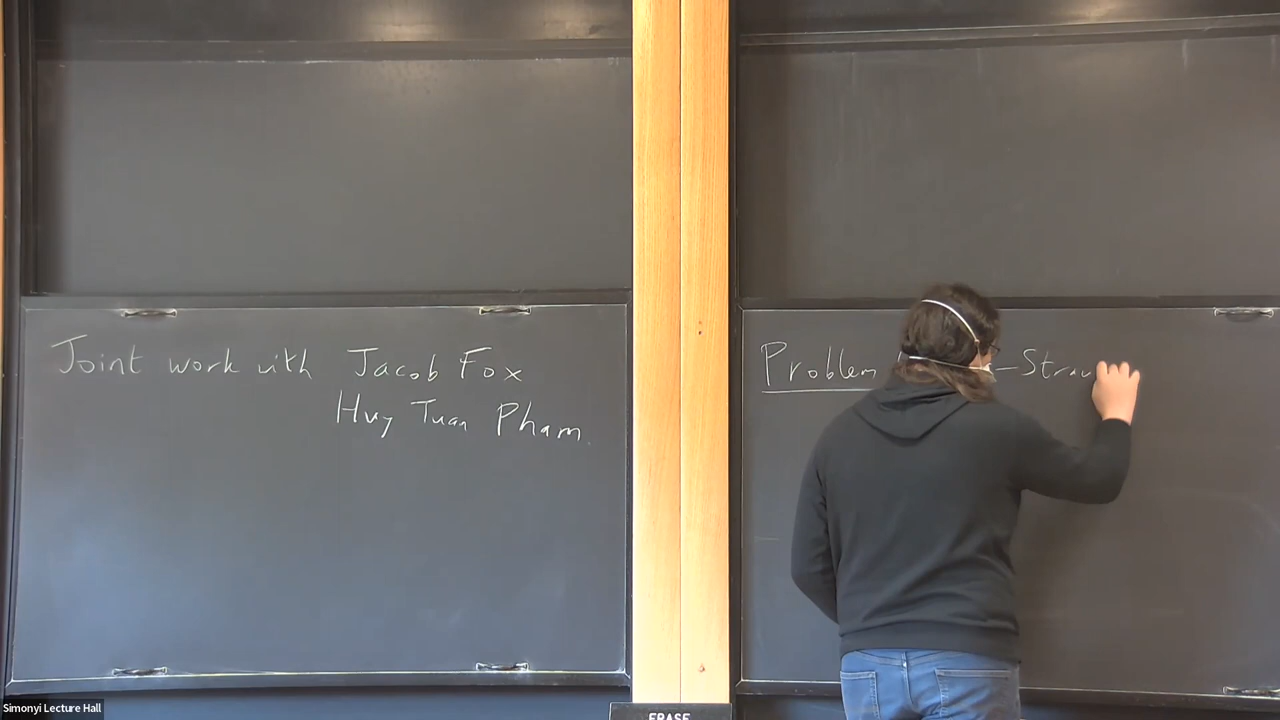 Joint work with Jacob Fox
Huy Tuan Pham.
Problem
ERASE
Simonyi Lecture Hall